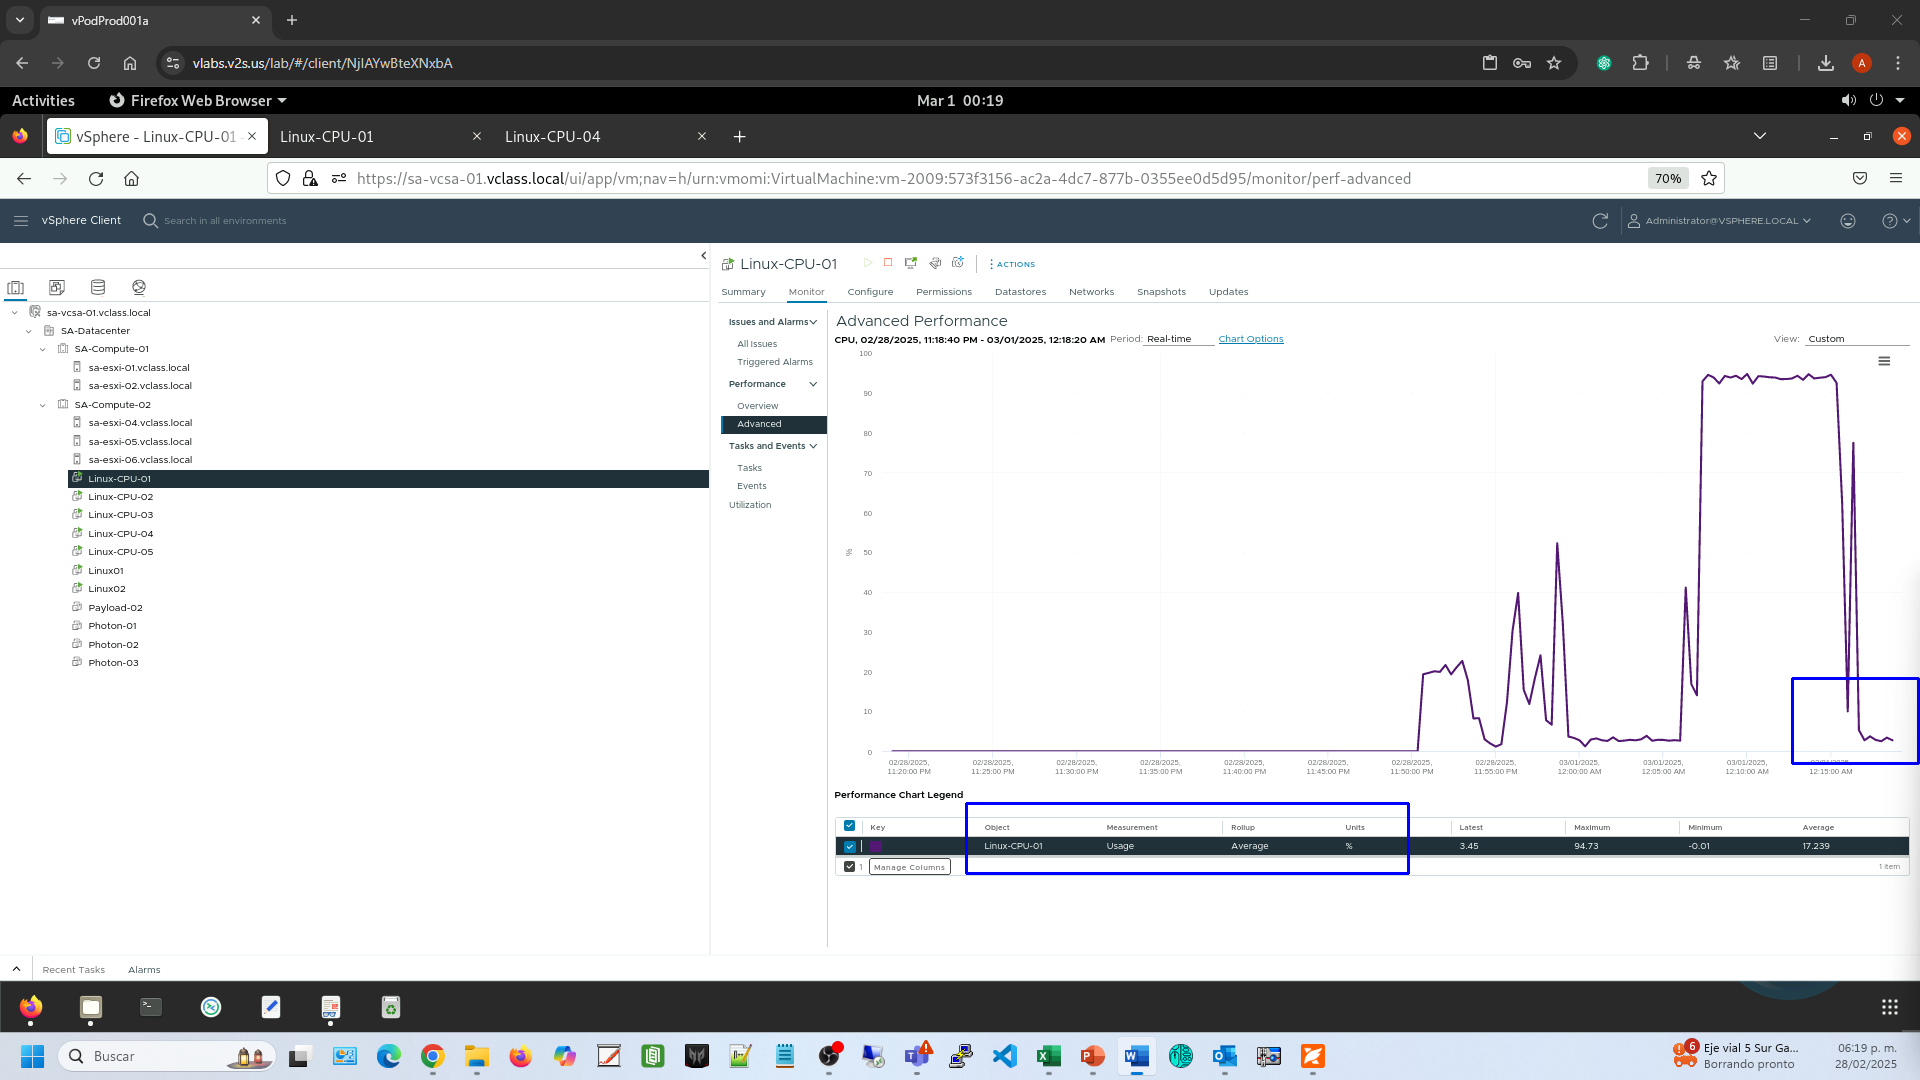 vPodProd001a
vlabs.v2s.us/lab/#/client/NjIAYwBteXNxbA
A
Activities
Firefox Web Browser
Mar 1 00:19
vSphere - Linux-CPU-01 -
Linux-CPU-01
Linux-CPU-04
https://sa-vcsa-01.vclass.local/ui/app/vm;nav=h/urn:vmomi:VirtualMachine:vm-2009:573f3156-ac2a-4dc7-877b-0355ee0d5d95/monitor/perf-advanced
70%
vSphere Client
Search in all environments
Administrator@VSPHERE.LOCAL
sa-vcsa-01.vclass.local
SA-Datacenter
SA-Compute-01
sa-esxi-01.vclass.local
sa-esxi-02.vclass.local
SA-Compute-02
sa-esxi-04.vclass.local
sa-esxi-05.vclass.local
sa-esxi-06.vclass.local
Linux-CPU-01
Linux-CPU-02
Linux-CPU-03
Linux-CPU-04
Linux-CPU-05
Linux01
Linux02
Payload-02
Photon-01
Photon-02
Photon-03
Linux-CPU-01
ACTIONS
Summary Monitor Configure Permissions Datastores Networks Snapshots Updates
Issues and Alarms
All Issues
Triggered Alarms
Performance
Overview
Advanced
Tasks and Events
Tasks
Events
Utilization
Advanced Performance
CPU, 02/28/2025, 11:18:40 PM - 03/01/2025, 12:18:20 AM Period: Real-time Chart Options View: Custom
100
90
80
70
60
50
%
40
30
20
10
0
02/28/2025, 11:20:00 PM
02/28/2025, 11:25:00 PM
02/28/2025, 11:30:00 PM
02/28/2025, 11:35:00 PM
02/28/2025, 11:40:00 PM
02/28/2025, 11:45:00 PM
02/28/2025, 11:50:00 PM
02/28/2025, 11:55:00 PM
03/01/2025, 12:00:00 AM
03/01/2025, 12:05:00 AM
03/01/2025, 12:10:00 AM
12:15:00 AM
Performance Chart Legend
Key Object Measurement Rollup Units Latest Maximum Minimum Average
Linux-CPU-01 Usage Average % 3.45 94.73 -0.01 17.239
1 Manage Columns 1 item
Recent Tasks Alarms
Buscar
6
Eje vial 5 Sur Ga...
Borrando pronto
06:19 p. m.
28/02/2025